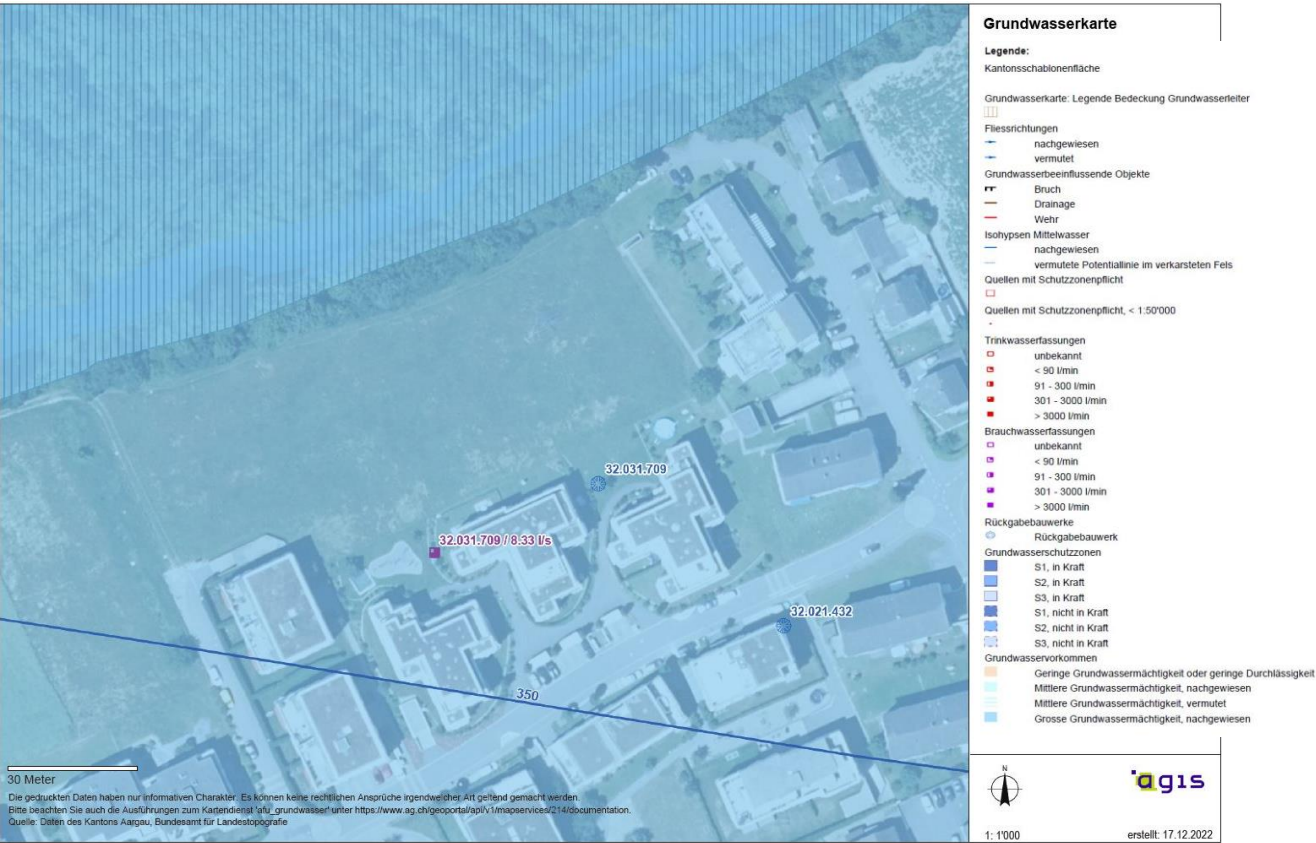 32.031.709
32.031.709 / 8.33 l/s
32.021.432
350
30 Meter
Die gedruckten Daten haben nur informativen Charakter. Es können keine rechtlichen Ansprüche irgendwelcher Art geltend gemacht werden.
Bitte beachten Sie auch die Ausführungen zum Kartendienst 'afu_grundwasser' unter https://www.ag.ch/geoportal/api/v1/mapservices/214/documentation.
Quelle: Daten des Kantons Aargau, Bundesamt für Landestopografie
Grundwasserkarte
Legende:
Kantonsschablonenfläche
Grundwasserkarte: Legende Bedeckung Grundwasserleiter
Fliessrichtungen
nachgewiesen
vermutet
Grundwasserbeeinflussende Objekte
Bruch
Drainage
Wehr
Isohypsen Mittelwasser
nachgewiesen
vermutete Potentiallinie im verkarsteten Fels
Quellen mit Schutzzonenpflicht
Quellen mit Schutzzonenpflicht, < 1:50'000
Trinkwasserfassungen
unbekannt
< 90 l/min
91 - 300 l/min
301 - 3000 l/min
> 3000 l/min
Brauchwasserfassungen
unbekannt
< 90 l/min
91 - 300 l/min
301 - 3000 l/min
> 3000 l/min
Rückgabebauwerke
Rückgabebauwerk
Grundwasserschutzzonen
S1, in Kraft
S2, in Kraft
S3, in Kraft
S1, nicht in Kraft
S2, nicht in Kraft
S3, nicht in Kraft
Grundwasservorkommen
Geringe Grundwassermächtigkeit oder geringe Durchlässigkeit
Mittlere Grundwassermächtigkeit, nachgewiesen
Mittlere Grundwassermächtigkeit, vermutet
Grosse Grundwassermächtigkeit, nachgewiesen
N
agis
1: 1'000
erstellt: 17.12.2022